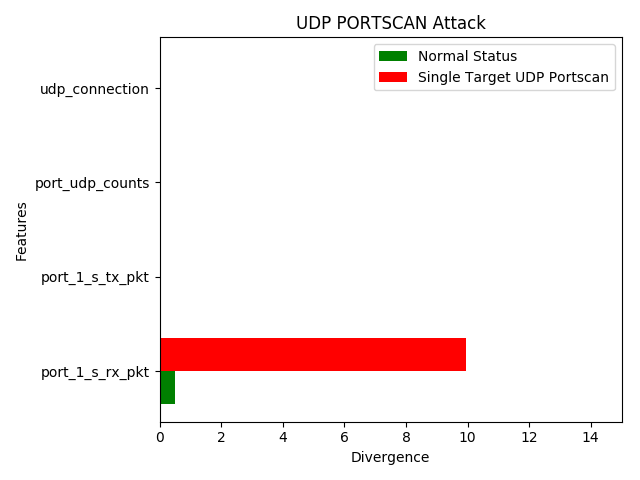 UDP PORTSCAN Attack
Normal Status
Single Target UDP Portscan
udp_connection
port_udp_counts
port_1_s_tx_pkt
port_1_s_rx_pkt
Features
0 2 4 6 8 10 12 14
Divergence